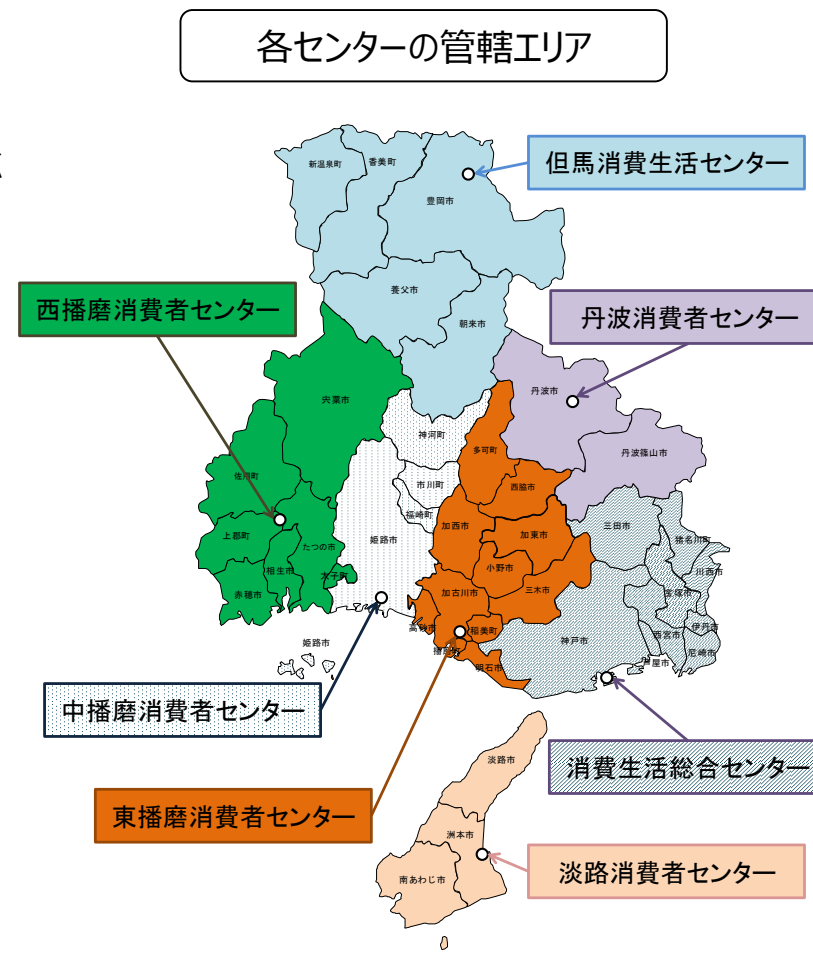 各センターの管轄エリア
新温泉町
香美町
豊岡市
但馬消費生活センター
養父市
朝来市
西播磨消費者センター
丹波消費者センター
宍粟市
丹波市
神河町
多可町
丹波篠山市
佐用町
市川町
西脇市
福崎町
加西市
三田市
猪名川町
上郡町
たつの市
姫路市
加東市
川西市
相生市
太子町
小野市
赤穂市
加古川市
三木市
宝塚市
高砂市
稲美町
伊丹市
姫路市
神戸市
西宮市
尼崎市
明石市
芦屋市
中播磨消費者センター
淡路市
消費生活総合センター
東播磨消費者センター
洲本市
淡路消費者センター
南あわじ市